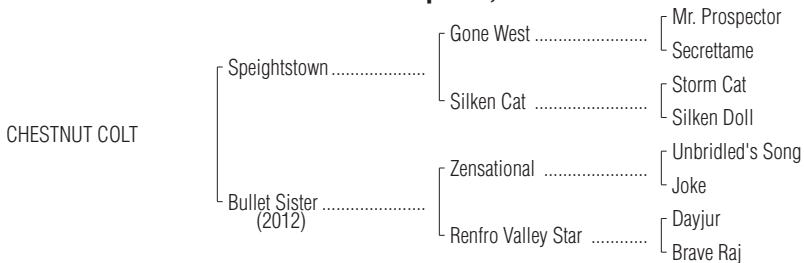 Mr. Prospector
Gone West ....................
Secrettame
Speightstown ....................
Storm Cat
Silken Cat ....................
Silken Doll
CHESTNUT COLT
Unbridled's Song
Zensational ..................
Joke
Bullet Sister ....................
(2012)
Dayjur
Renfro Valley Star ...........
Brave Raj